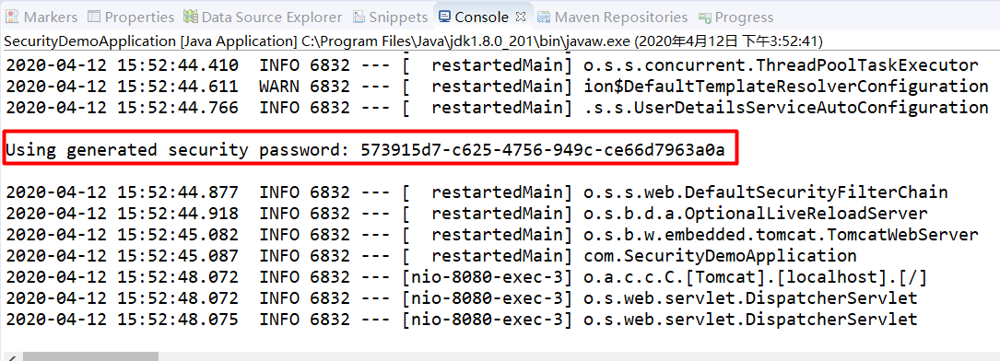 Markers Properties Data Source Explorer Snippets Console Maven Repositories Progress
SecurityDemoApplication [Java Application] C:\Program Files\Java\jdk1.8.0_201\bin\javaw.exe (2020年4月12日 下午3:52:41)
2020-04-12 15:52:44.410  INFO 6832 --- [  restartedMain] o.s.s.concurrent.ThreadPoolTaskExecutor
2020-04-12 15:52:44.611  WARN 6832 --- [  restartedMain] ion$DefaultTemplateResolverConfiguration
2020-04-12 15:52:44.766  INFO 6832 --- [  restartedMain] .s.s.UserDetailsServiceAutoConfiguration
Using generated security password: 573915d7-c625-4756-949c-ce66d7963a0a
2020-04-12 15:52:44.877  INFO 6832 --- [  restartedMain] o.s.s.web.DefaultSecurityFilterChain
2020-04-12 15:52:44.918  INFO 6832 --- [  restartedMain] o.s.b.d.a.OptionalLiveReloadServer
2020-04-12 15:52:45.082  INFO 6832 --- [  restartedMain] o.s.b.w.embedded.tomcat.TomcatWebServer
2020-04-12 15:52:45.087  INFO 6832 --- [  restartedMain] com.SecurityDemoApplication
2020-04-12 15:52:48.072  INFO 6832 --- [nio-8080-exec-3] o.a.c.c.C.[Tomcat].[localhost].[/]
2020-04-12 15:52:48.072  INFO 6832 --- [nio-8080-exec-3] o.s.web.servlet.DispatcherServlet
2020-04-12 15:52:48.075  INFO 6832 --- [nio-8080-exec-3] o.s.web.servlet.DispatcherServlet